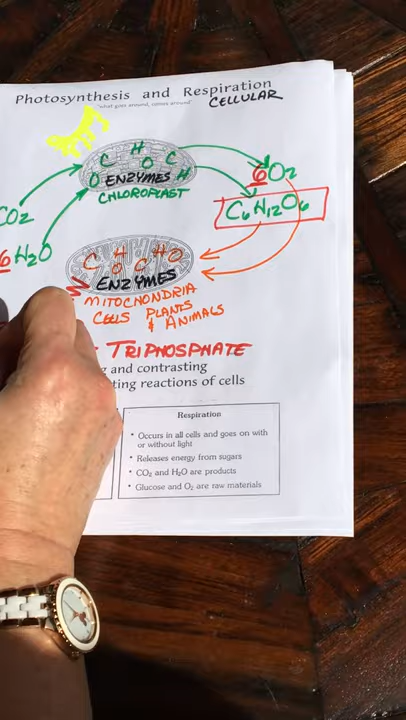 Photosynthesis and Respiration
"what goes around, comes around"
CELLULAR
C H O C
O ENZYMES H
CHLOROPLAST
6O2
CO2
C6H12O6
6H2O
C H O C H O
ENZYMES
MITOCHONDRIA
CELLS PLANTS
& ANIMALS
TRIPHOSPHATE
and contrasting
ting reactions of cells
Respiration
• Occurs in all cells and goes on with
or without light
• Releases energy from sugars
• CO2 and H2O are products
• Glucose and O2 are raw materials